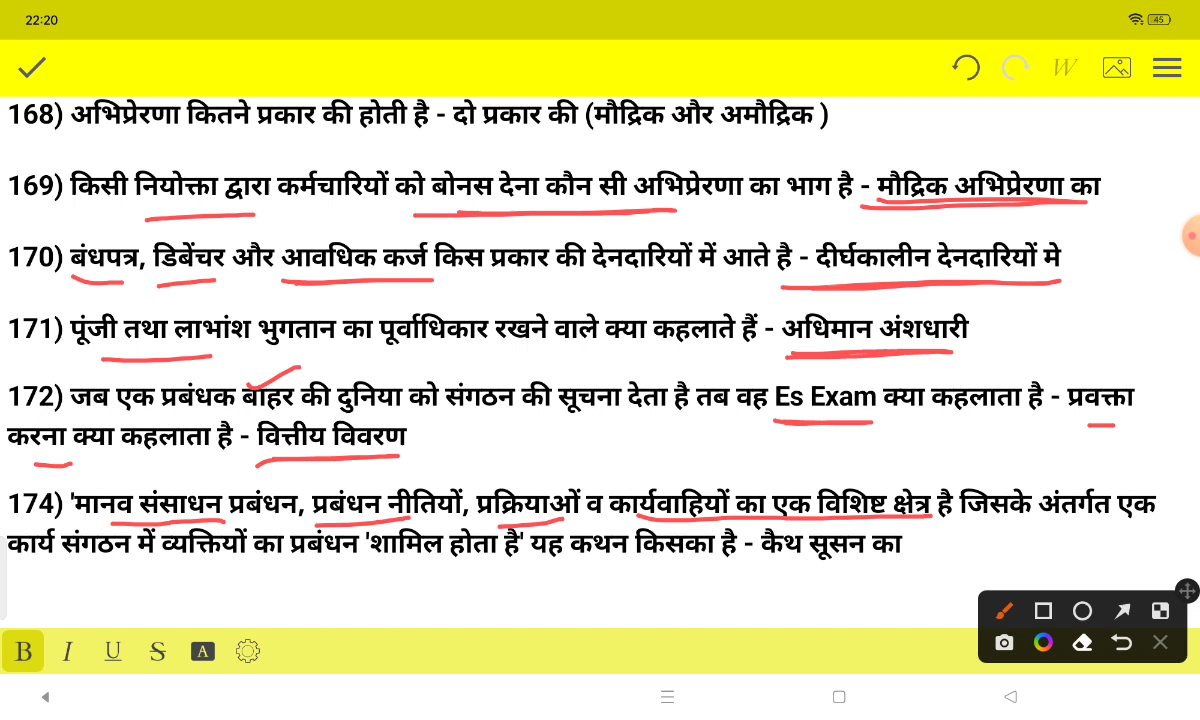 22:20
45
W
168) अभिप्रेरणा कितने प्रकार की होती है - दो प्रकार की (मौद्रिक और अमौद्रिक )
169) किसी नियोक्ता द्वारा कर्मचारियों को बोनस देना कौन सी अभिप्रेरणा का भाग है - मौद्रिक अभिप्रेरणा का
170) बंधपत्र, डिबेंचर और आवधिक कर्ज किस प्रकार की देनदारियों में आते है - दीर्घकालीन देनदारियों मे
171) पूंजी तथा लाभांश भुगतान का पूर्वाधिकार रखने वाले क्या कहलाते हैं - अधिमान अंशधारी
172) जब एक प्रबंधक बाहर की दुनिया को संगठन की सूचना देता है तब वह Es Exam क्या कहलाता है - प्रवक्ता
करना क्या कहलाता है - वित्तीय विवरण
174) 'मानव संसाधन प्रबंधन, प्रबंधन नीतियों, प्रक्रियाओं व कार्यवाहियों का एक विशिष्ट क्षेत्र है जिसके अंतर्गत एक
कार्य संगठन में व्यक्तियों का प्रबंधन 'शामिल होता है' यह कथन किसका है - कैथ सूसन का
B I U S A